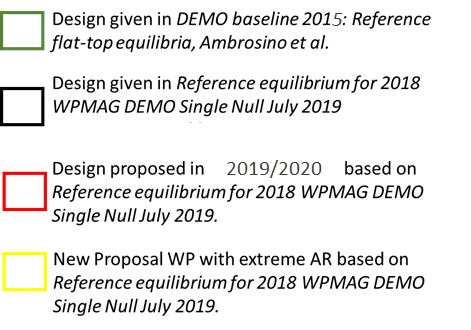 Design given in DEMO baseline 2015: Reference
flat-top equilibria, Ambrosino et al.
Design given in Reference equilibrium for 2018
WPMAG DEMO Single Null July 2019
Design proposed in 2019/2020 based on
Reference equilibrium for 2018 WPMAG DEMO
Single Null July 2019.
New Proposal WP with extreme AR based on
Reference equilibrium for 2018 WPMAG DEMO
Single Null July 2019.